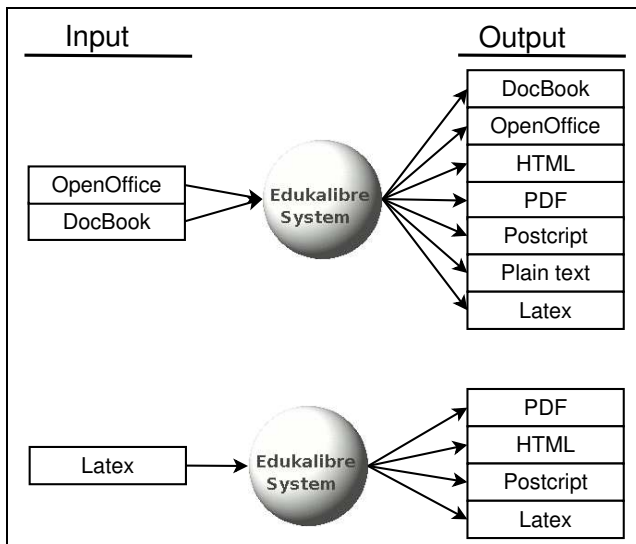 Input
Output
OpenOffice
DocBook
Edukalibre
System
DocBook
OpenOffice
HTML
PDF
Postcript
Plain text
Latex
Latex
Edukalibre
System
PDF
HTML
Postcript
Latex